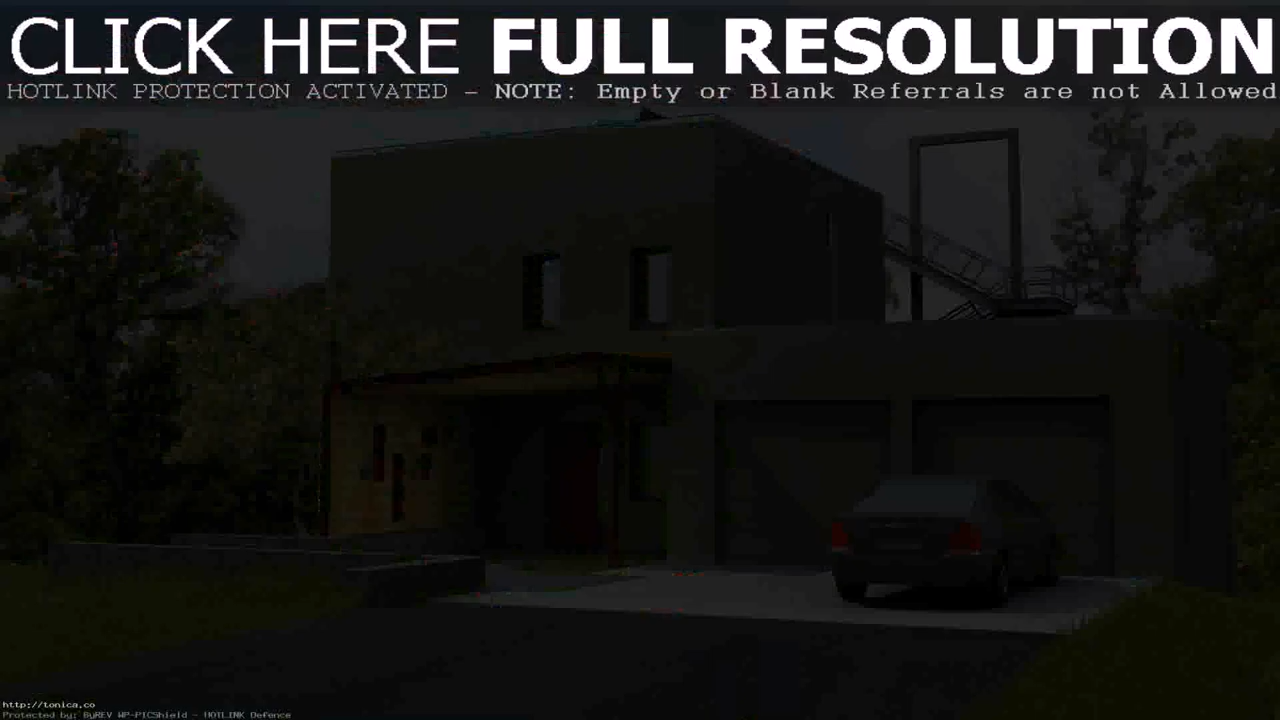 CLICK HERE FULL RESOLUTION
HOTLINK PROTECTION ACTIVATED - NOTE: Empty or Blank Referrals are not Allowed
http://tonica.co
Protected by: ByREV WP-PICShield - HOTLINK Defence